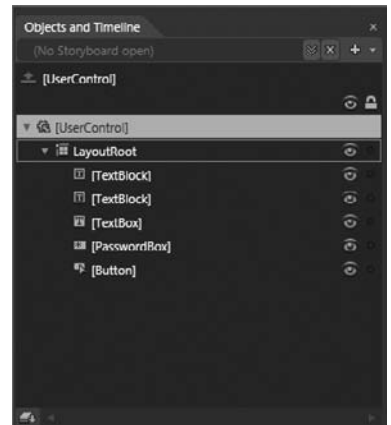 Objects and Timeline
(No Storyboard open)
[UserControl]
[UserControl]
LayoutRoot
[TextBlock]
[TextBlock]
[TextBox]
[PasswordBox]
[Button]